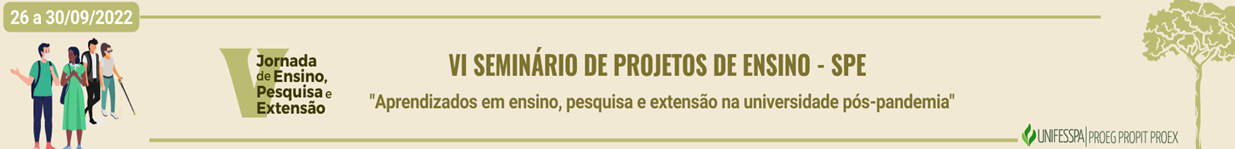 26 a 30/09/2022
V
Jornada
de Ensino,
Pesquisa e
Extensão
VI SEMINÁRIO DE PROJETOS DE ENSINO - SPE
"Aprendizados em ensino, pesquisa e extensão na universidade pós-pandemia"
UNIFESSPA|PROEG PROPIT PROEX